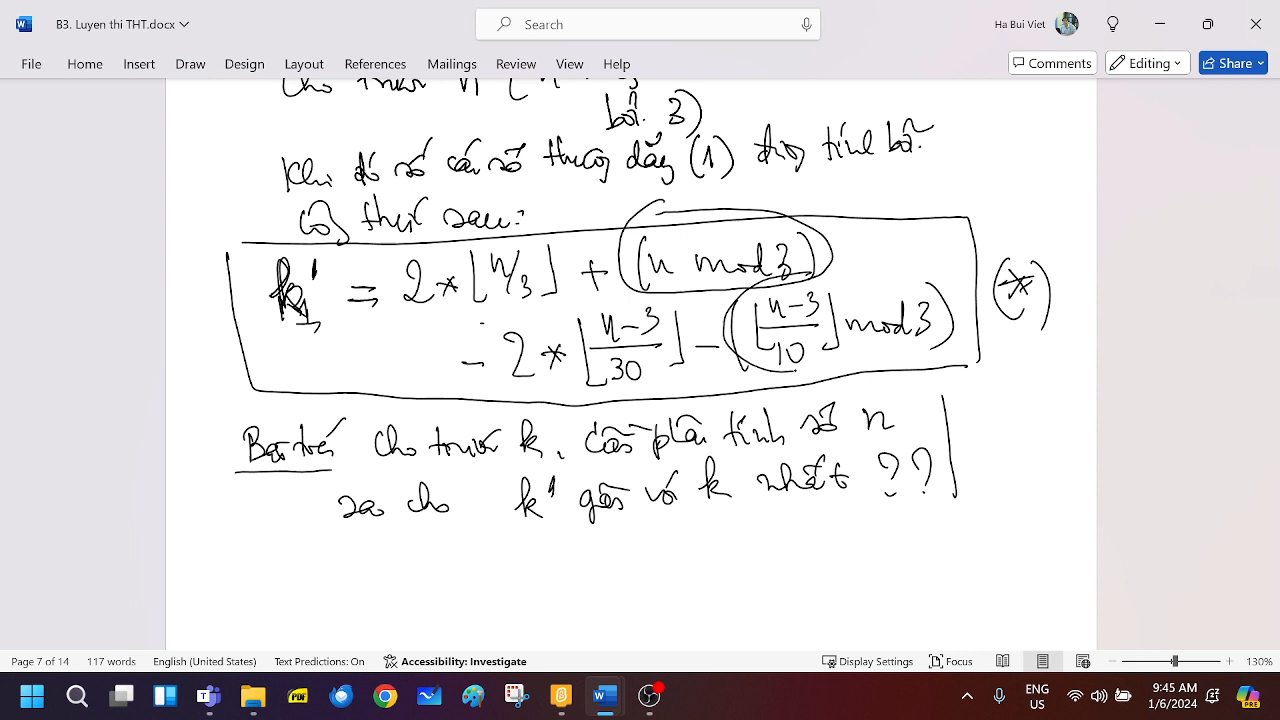 B3. Luyen thi THT.docx
Search
Ha Bui Viet
File Home Insert Draw Design Layout References Mailings Review View Help
Comments Editing Share
Cho trước n
bội 3)
Khi đó số các số thuộc dãy (1) được tính bởi
công thức sau:
k' = 2 * ⌊n/3⌋ + (n mod 3)
- 2 * ⌊(n-3)/30⌋ - (⌊(n-3)/10⌋ mod 3) (*)
Bài toán Cho trước k, cần phải tính số n
sao cho k' gần với k nhất ??
Page 7 of 14 117 words English (United States) Text Predictions: On Accessibility: Investigate Display Settings Focus 130%
ENG US 9:45 AM 1/6/2024